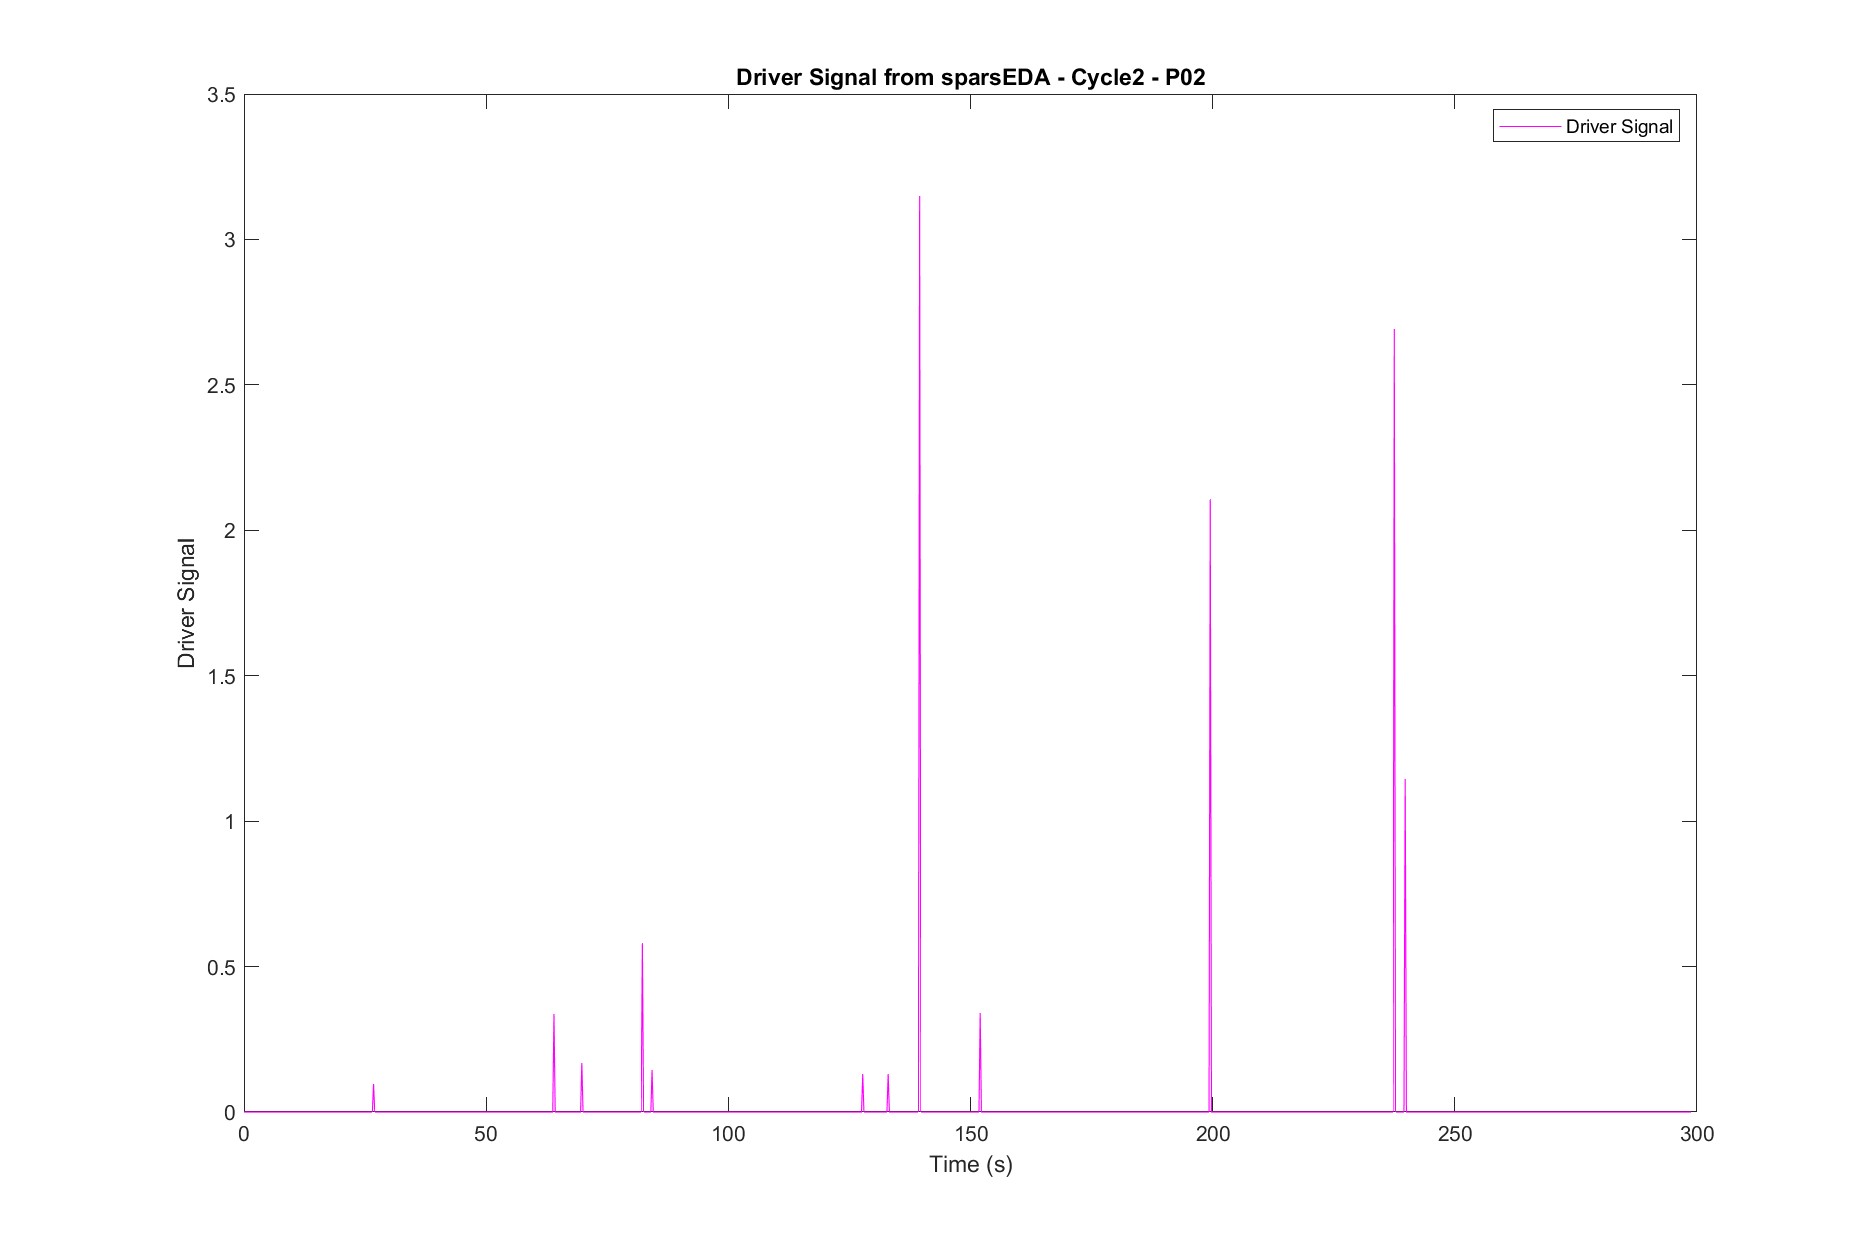 Driver Signal from sparsEDA - Cycle2 - P02
Driver Signal
3.5
3
2.5
2
1.5
1
0.5
0
Driver Signal
0 50 100 150 200 250 300
Time (s)